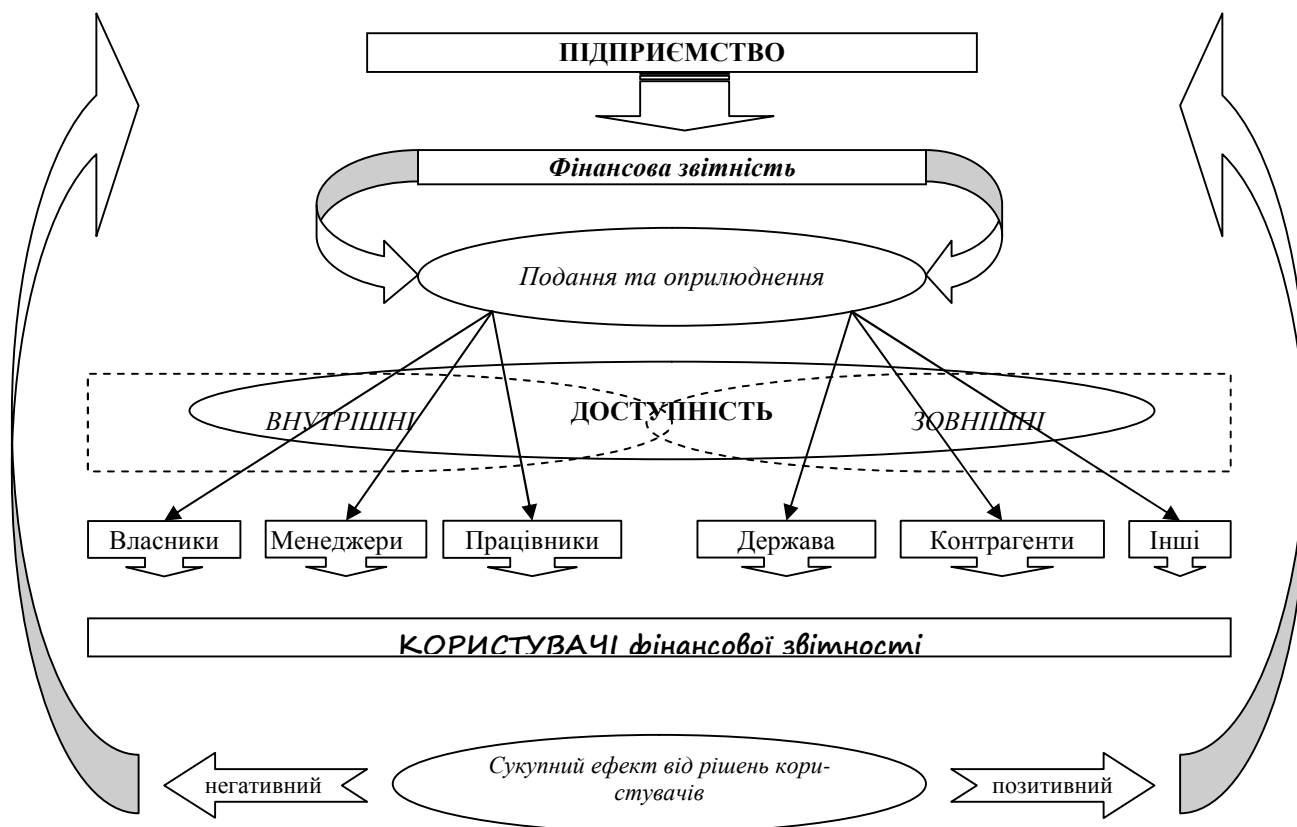 ПІДПРИЄМСТВО
Фінансова звітність
Подання та оприлюднення
ВНУТРІШНІ
ДОСТУПНІСТЬ
ЗОВНІШНІ
Власники
Менеджери
Працівники
Держава
Контрагенти
Інші
КОРИСТУВАЧІ фінансової звітності
негативний
Сукупний ефект від рішень кори-
стувачів
позитивний